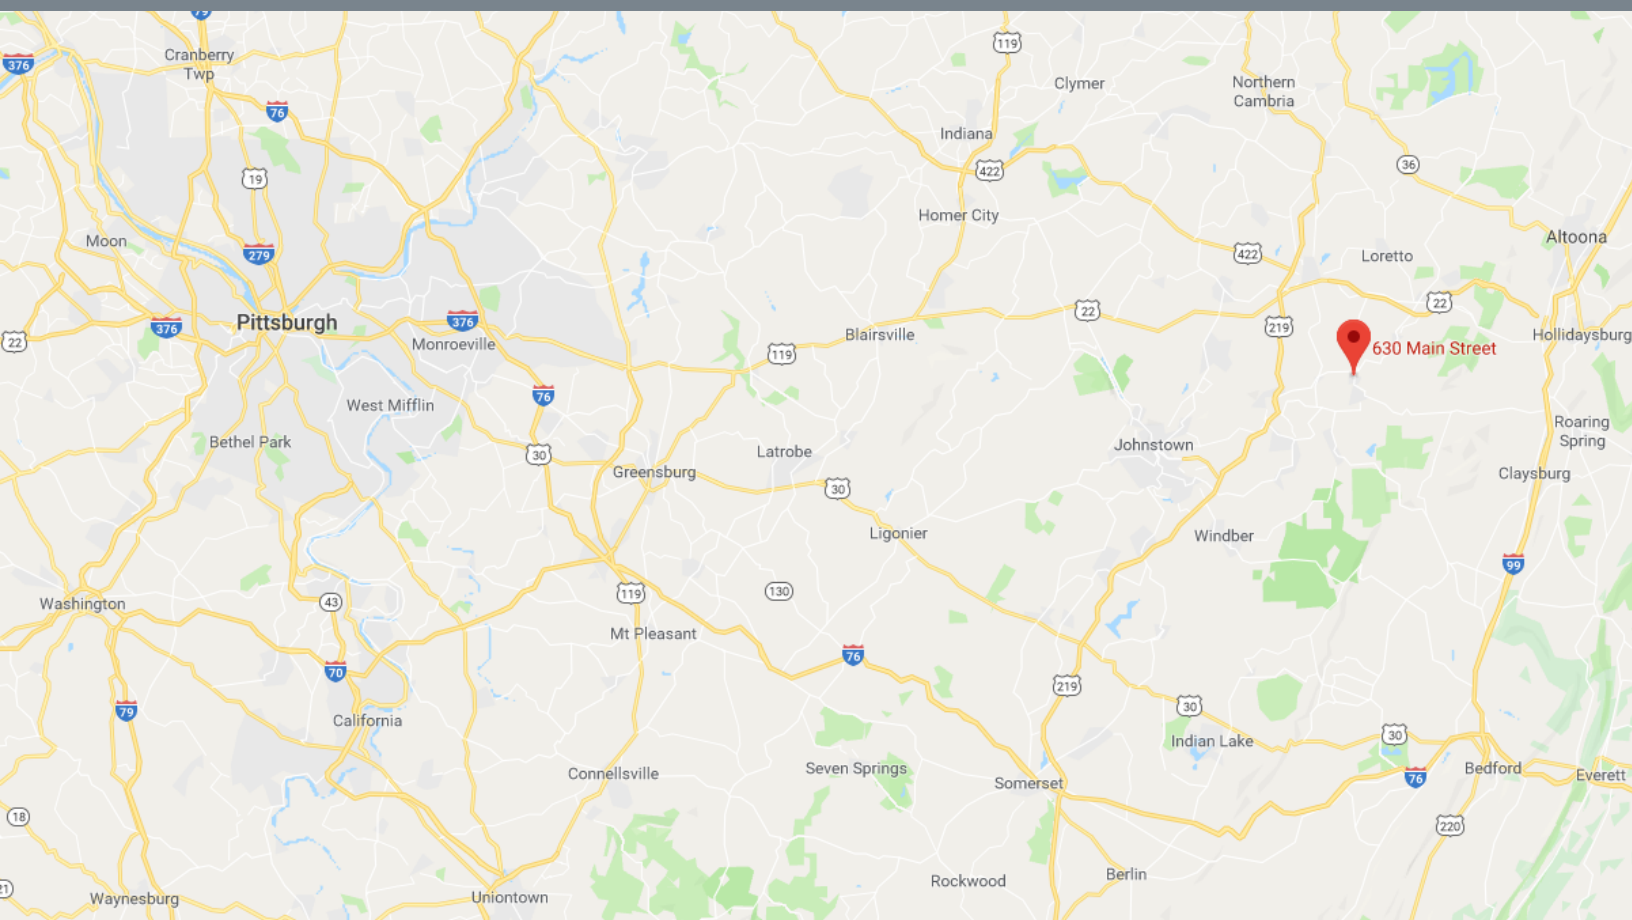 79
119
376
Cranberry
Twp
Clymer
Northern
Cambria
76
Indiana
422
36
19
Homer City
Moon
279
422
Loretto
Altoona
22
376
Pittsburgh
376
Monroeville
119
Blairsville
22
219
22
Hollidaysburg
630 Main Street
76
West Mifflin
Bethel Park
30
Greensburg
Latrobe
30
Johnstown
Roaring
Spring
Claysburg
Ligonier
Windber
99
Washington
43
119
130
Mt Pleasant
76
70
79
California
219
30
Indian Lake
30
Connellsville
Seven Springs
Somerset
76
Bedford
Everett
18
220
21
Waynesburg
Uniontown
Rockwood
Berlin